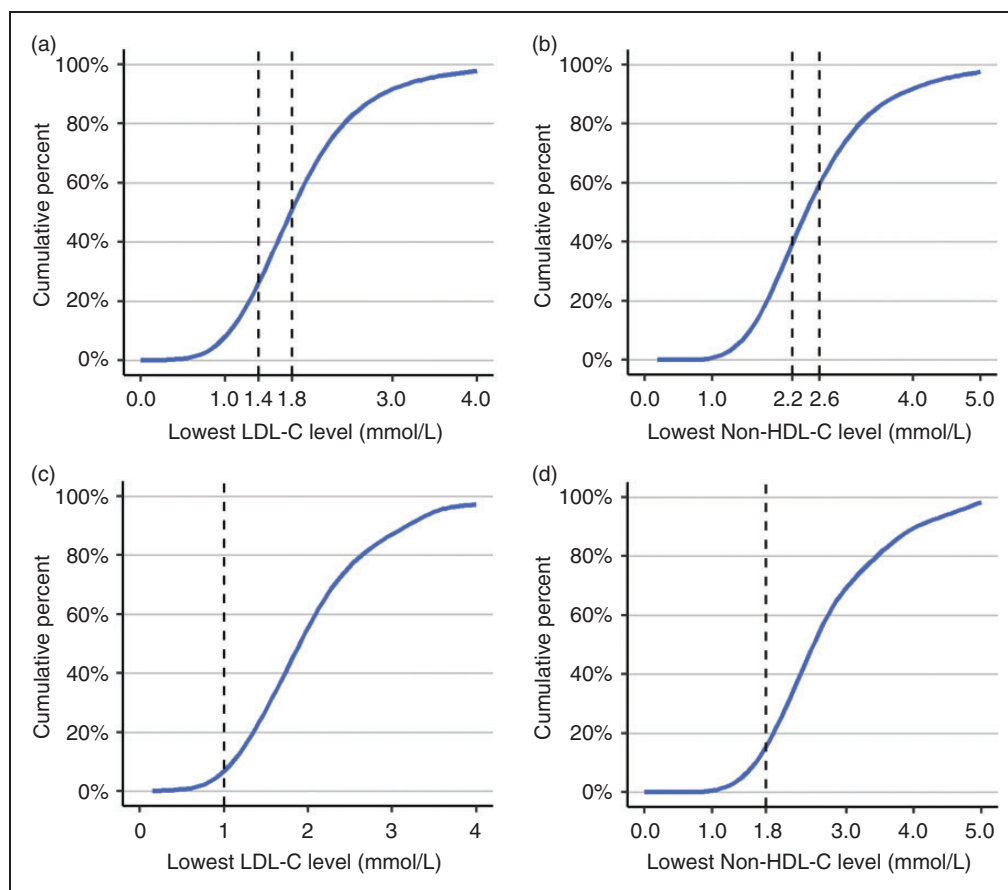 (a)
100%
80%
60%
40%
20%
0%
Cumulative percent
0.0 1.0 1.4 1.8 3.0 4.0
Lowest LDL-C level (mmol/L)
(b)
100%
80%
60%
40%
20%
0%
Cumulative percent
0.0 1.0 2.2 2.6 4.0 5.0
Lowest Non-HDL-C level (mmol/L)
(c)
100%
80%
60%
40%
20%
0%
Cumulative percent
0 1 2 3 4
Lowest LDL-C level (mmol/L)
(d)
100%
80%
60%
40%
20%
0%
Cumulative percent
0.0 1.0 1.8 3.0 4.0 5.0
Lowest Non-HDL-C level (mmol/L)